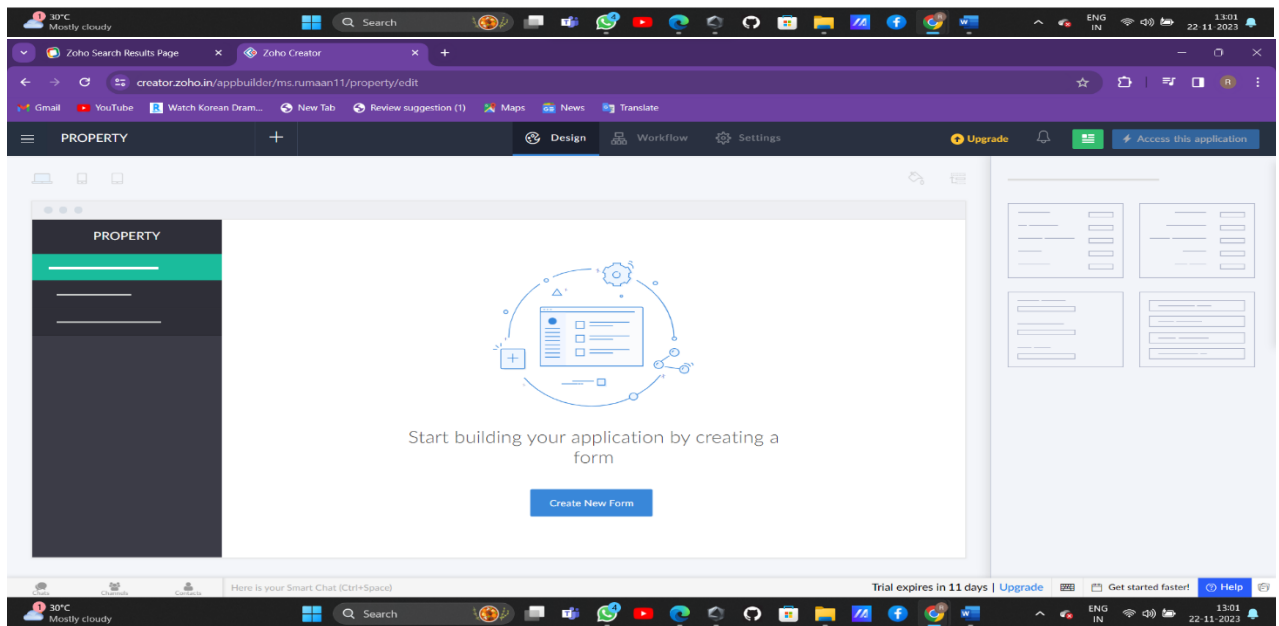 1 30°C
Mostly cloudy
Search
ENG
IN
13:01
22-11-2023
Zoho Search Results Page
Zoho Creator
creator.zoho.in/appbuilder/ms.rumaan11/property/edit
R
Gmail YouTube Watch Korean Dram... New Tab Review suggestion (1) Maps News Translate
PROPERTY
Design Workflow Settings
Upgrade
Access this application
PROPERTY
Start building your application by creating a
form
Create New Form
Chats Channels Contacts Here is your Smart Chat (Ctrl+Space)
Trial expires in 11 days | Upgrade
Get started faster! Help
1 30°C
Mostly cloudy
Search
ENG
IN
13:01
22-11-2023